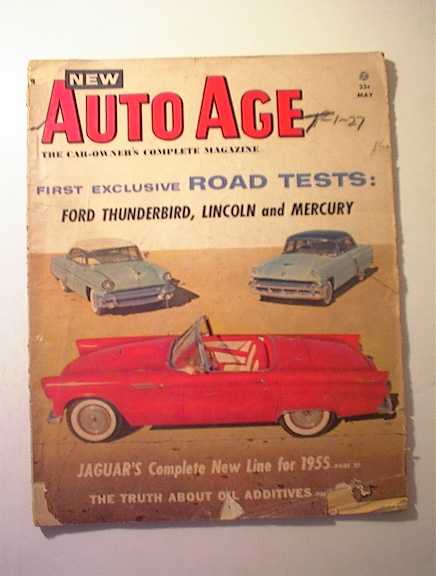 NEW
AUTO AGE
25¢
MAY
THE CAR-OWNER'S COMPLETE MAGAZINE
FIRST EXCLUSIVE ROAD TESTS:
FORD THUNDERBIRD, LINCOLN and MERCURY
JAGUAR'S Complete New Line for 1955
THE TRUTH ABOUT OIL ADDITIVES